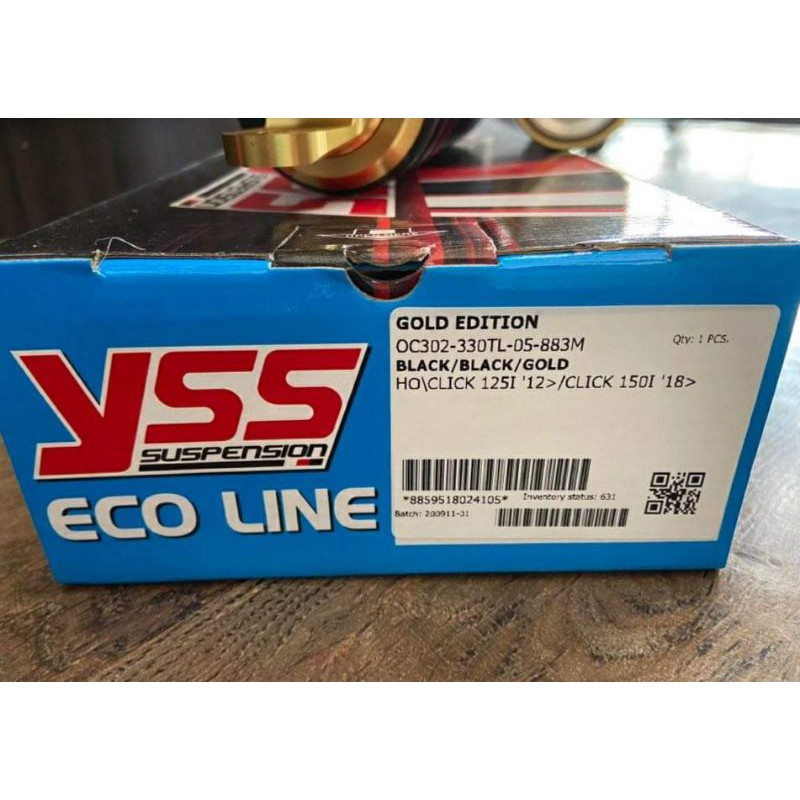 YSS
SUSPENSION
ECO LINE
GOLD EDITION
OC302-330TL-05-883M
Qty: 1 PCS.
BLACK/BLACK/GOLD
HO\CLICK 125I '12>/CLICK 150I '18>
*8859518024105*
Inventory status: 631
Batch: 200911-01